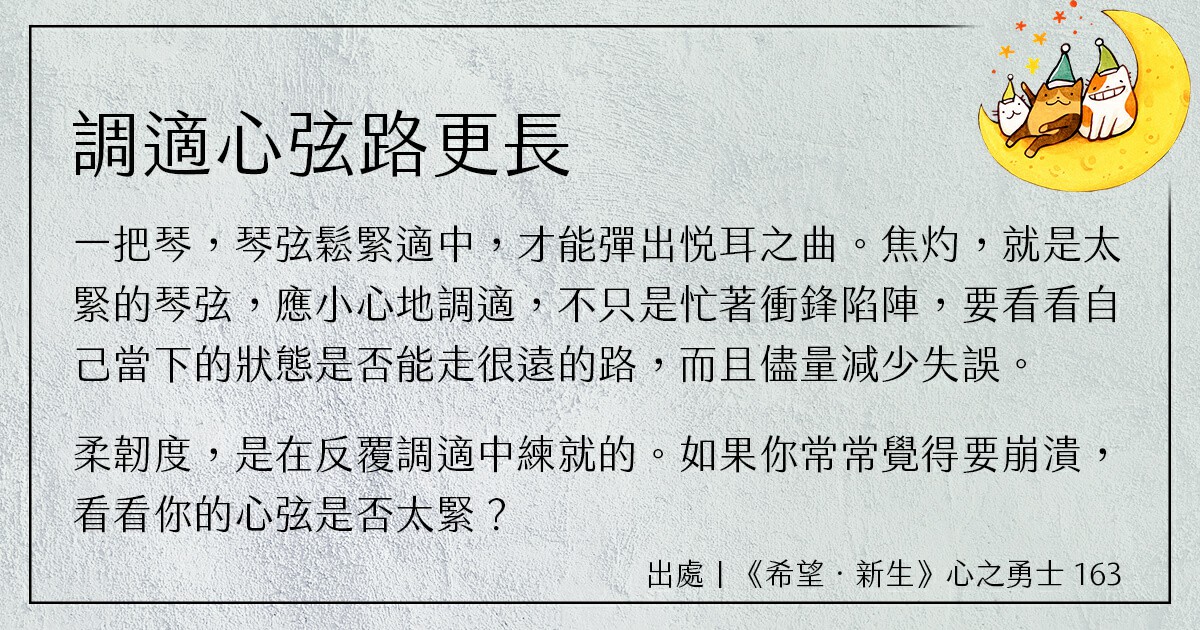 調適心弦路更長
一把琴，琴弦鬆緊適中，才能彈出悅耳之曲。焦灼，就是太
緊的琴弦，應小心地調適，不只是忙著衝鋒陷陣，要看看自
己當下的狀態是否能走很遠的路，而且儘量減少失誤。
柔韌度，是在反覆調適中練就的。如果你常常覺得要崩潰，
看看你的心弦是否太緊？
出處｜《希望．新生》心之勇士 163